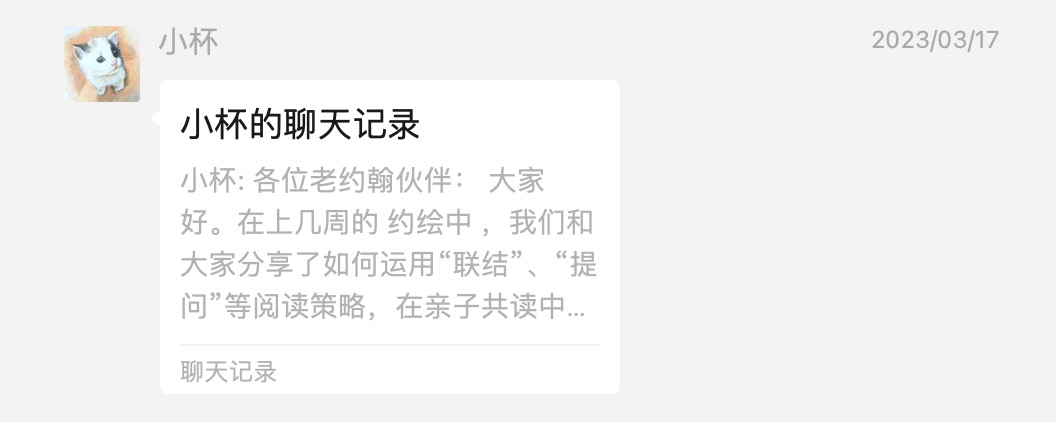 小杯
2023/03/17
小杯的聊天记录
小杯: 各位老约翰伙伴： 大家
好。在上几周的 约绘中 ，我们和
大家分享了如何运用“联结”、“提
问”等阅读策略，在亲子共读中...
聊天记录